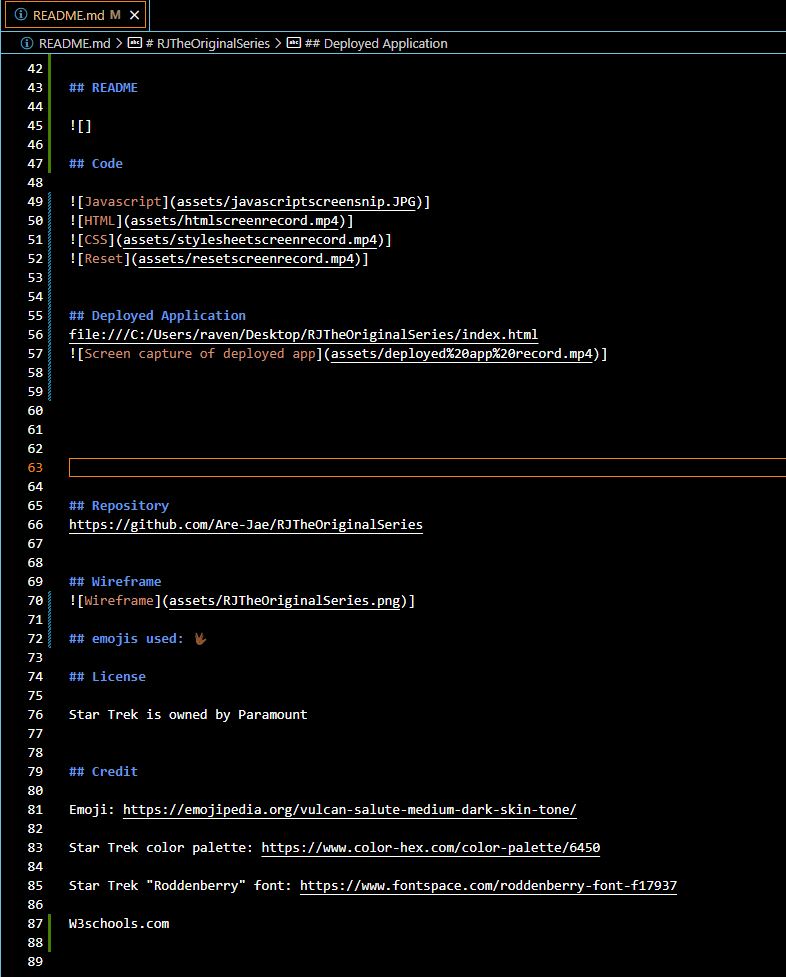 README.md M
README.md > # RJTheOriginalSeries > ## Deployed Application
42
43 ## README
44
45 ![]
46
47 ## Code
48
49 ![Javascript](assets/javascriptscreensnip.JPG)]
50 ![HTML](assets/htmlscreenrecord.mp4)]
51 ![CSS](assets/stylesheetscreenrecord.mp4)]
52 ![Reset](assets/resetscreenrecord.mp4)]
53
54
55 ## Deployed Application
56 file:///C:/Users/raven/Desktop/RJTheOriginalSeries/index.html
57 ![Screen capture of deployed app](assets/deployed%20app%20record.mp4)]
58
59
60
61
62
63
64
65 ## Repository
66 https://github.com/Are-Jae/RJTheOriginalSeries
67
68
69 ## Wireframe
70 ![Wireframe](assets/RJTheOriginalSeries.png)]
71
72 ## emojis used: 🖖🏾
73
74 ## License
75
76 Star Trek is owned by Paramount
77
78
79 ## Credit
80
81 Emoji: https://emojipedia.org/vulcan-salute-medium-dark-skin-tone/
82
83 Star Trek color palette: https://www.color-hex.com/color-palette/6450
84
85 Star Trek "Roddenberry" font: https://www.fontspace.com/roddenberry-font-f17937
86
87 W3schools.com
88
89